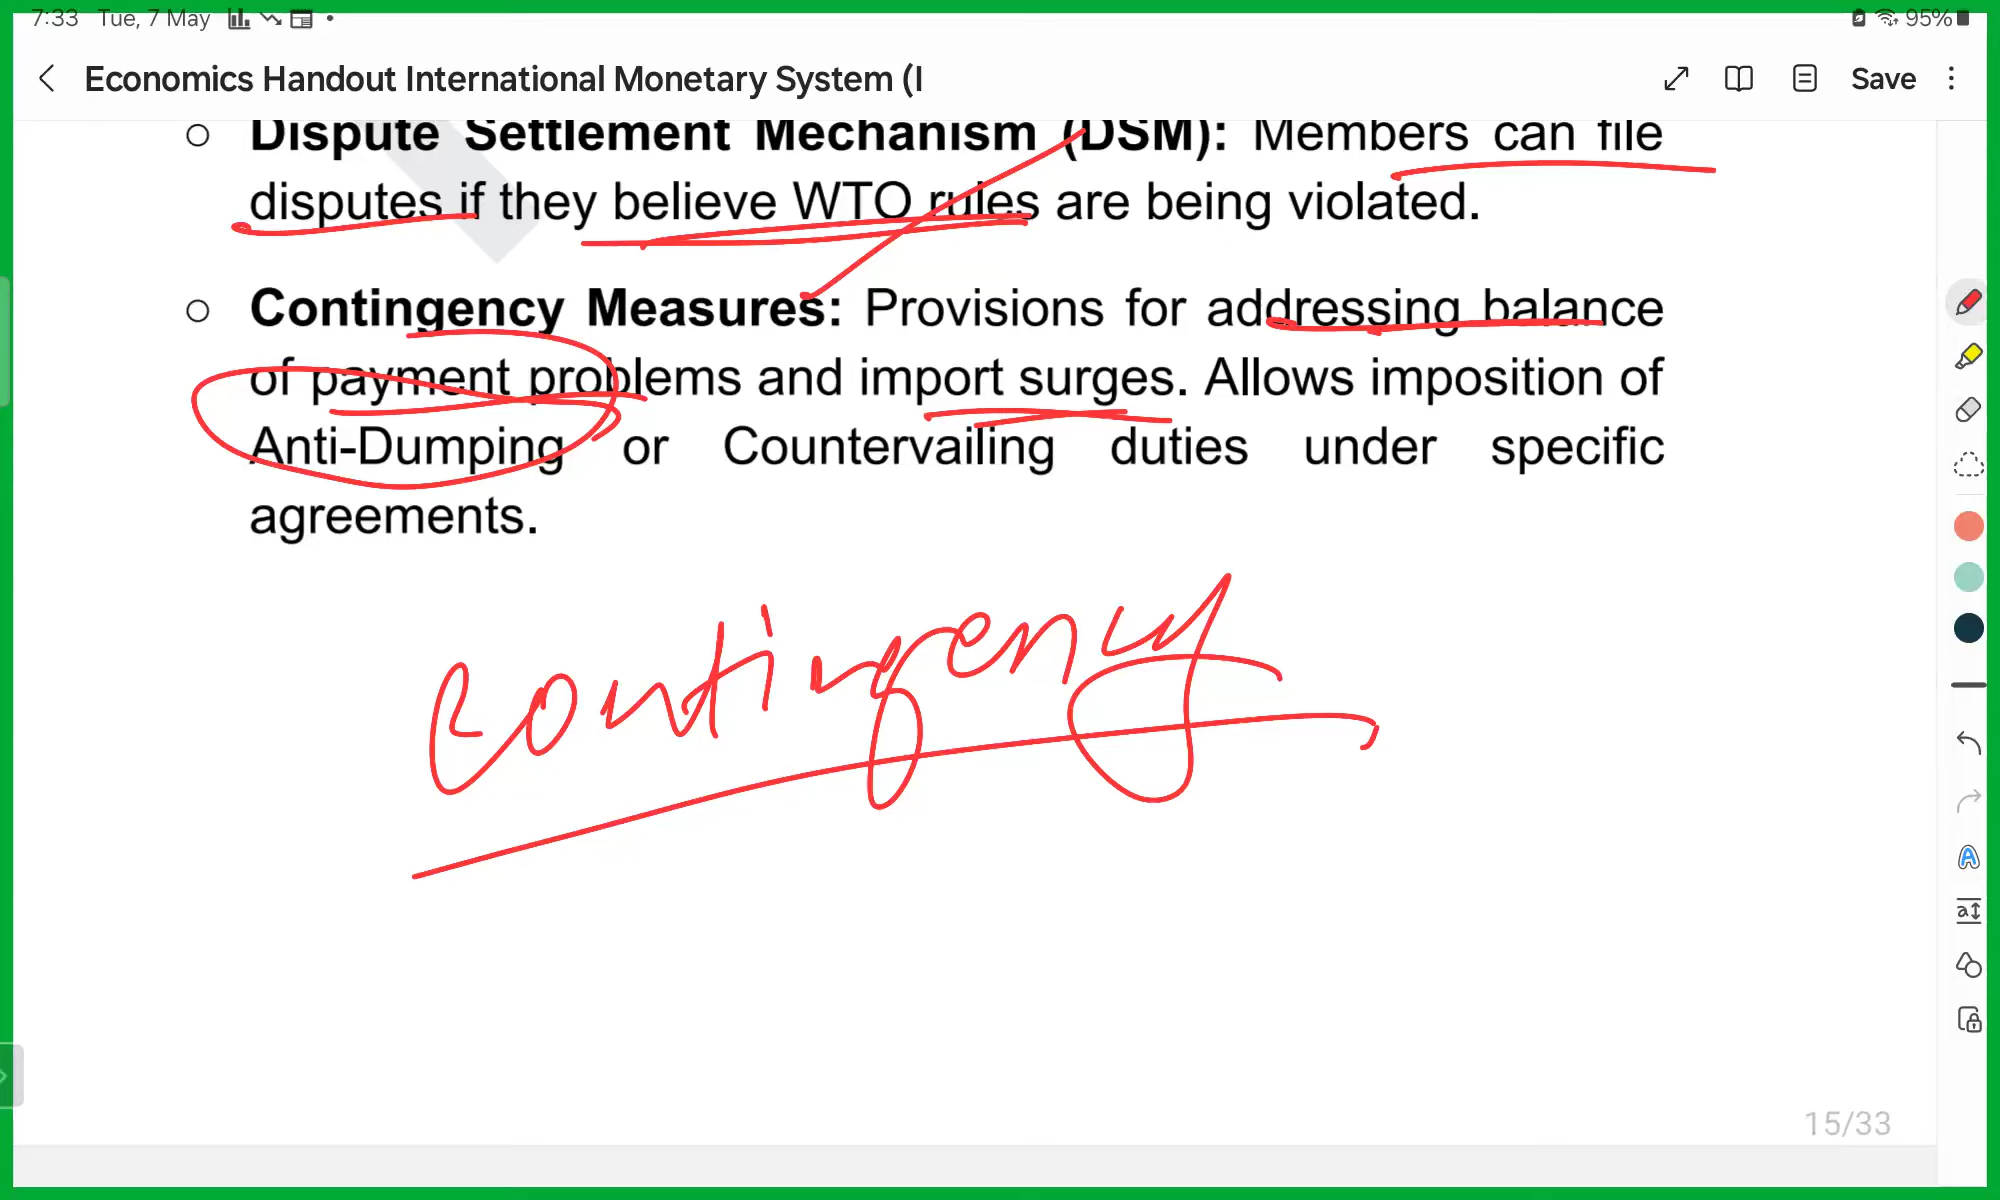 7:33 Tue, 7 May 95%
Economics Handout International Monetary System (I Save
Dispute Settlement Mechanism (DSM): Members can file
disputes if they believe WTO rules are being violated.
Contingency Measures: Provisions for addressing balance
of payment problems and import surges. Allows imposition of
Anti-Dumping or Countervailing duties under specific
agreements.
Contingency
15/33